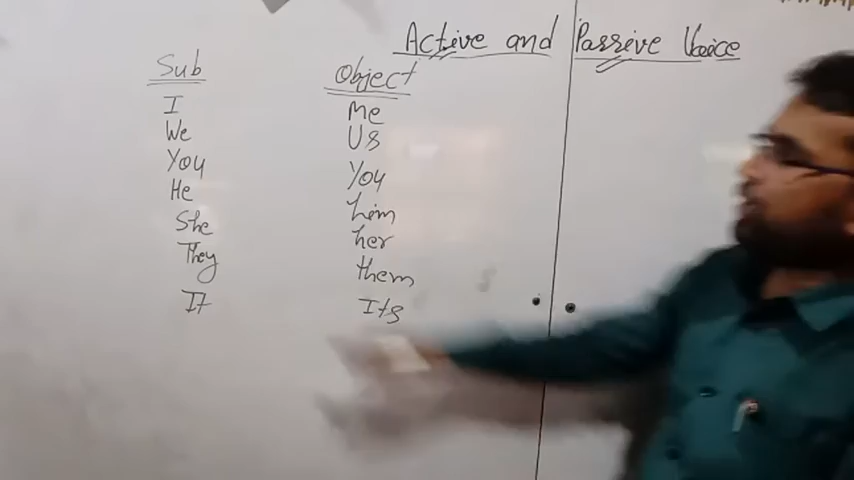 Active and Passive Voice
Sub Object
I Me
We Us
You You
He him
She her
They them
It Its